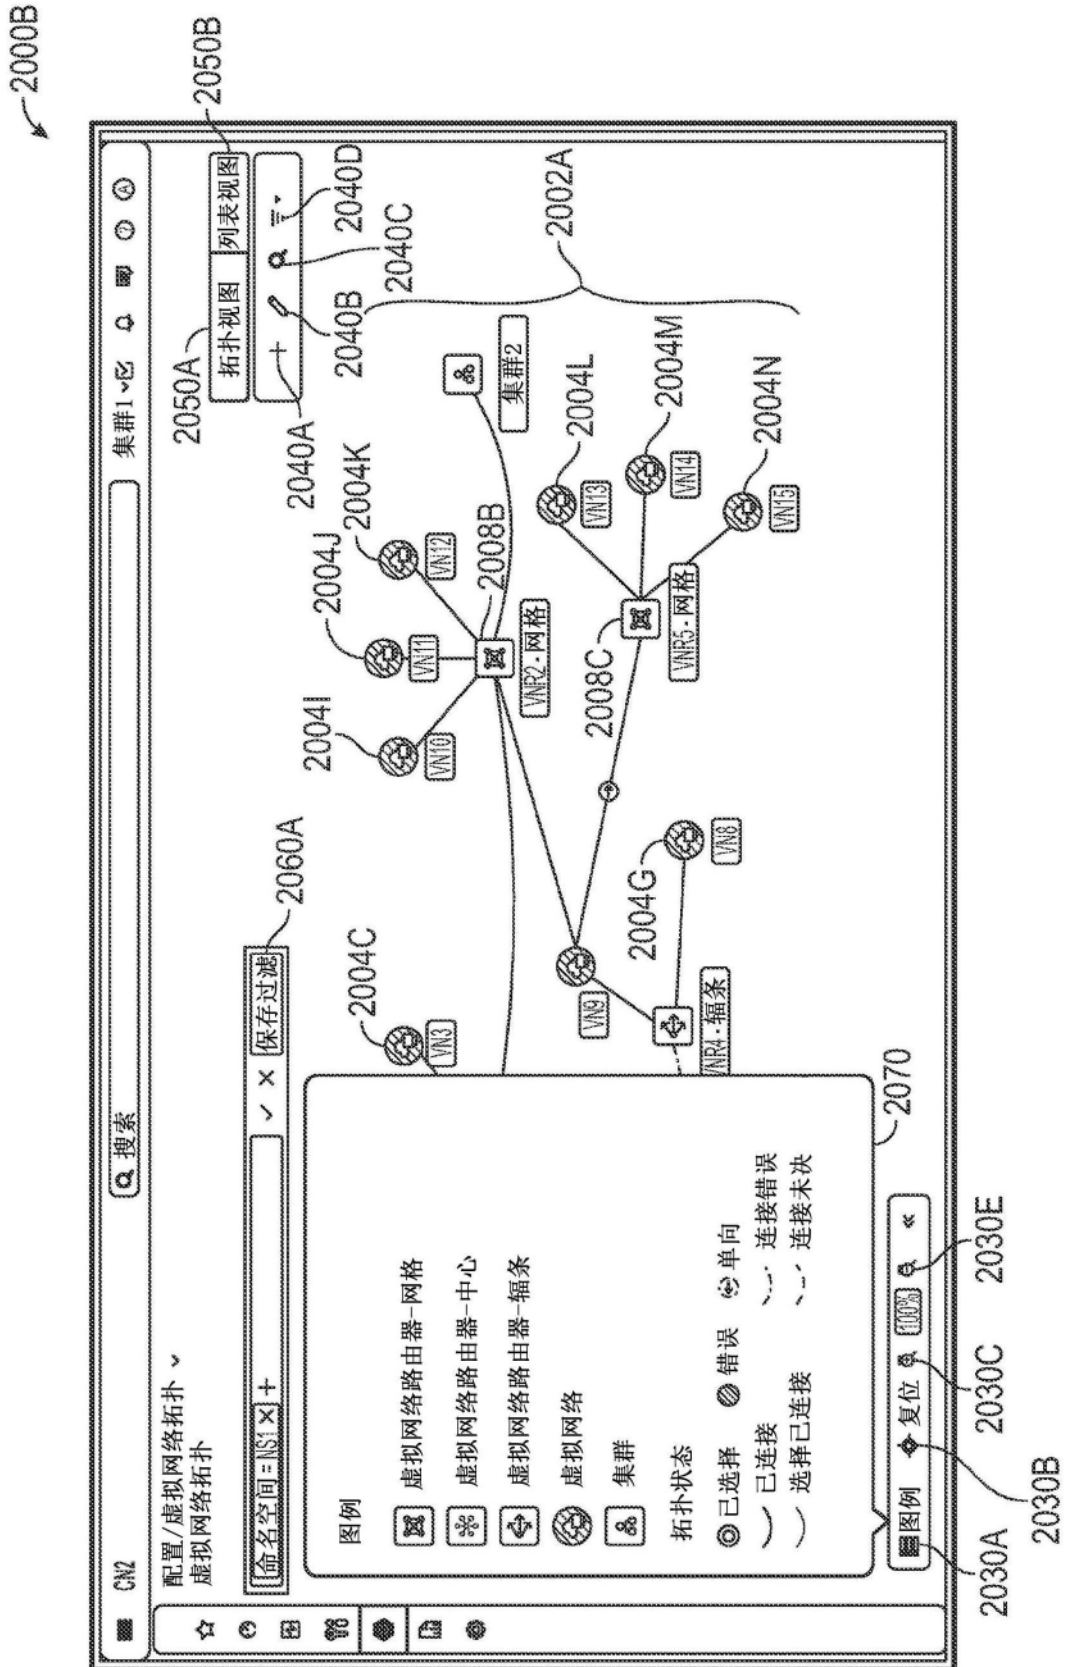 2000B
CN2
搜索
集群1
配置/虚拟网络拓扑
虚拟网络拓扑
2050A
2050B
拓扑视图
列表视图
命名空间=NS1 × +
✓ × 保存过滤
2060A
2040A
2040B
2040C
2040D
2002A
2004C
VN3
2004I
2004J
2004K
VN10
VN11
VN12
2008B
VNR2-网格
集群2
2004L
VN13
2004M
VN14
2004N
VN15
2008C
VNR5-网格
VN9
2004G
VN8
VNR4-辐条
图例
虚拟网络路由器-网格
虚拟网络路由器-中心
虚拟网络路由器-辐条
虚拟网络
集群
拓扑状态
已选择 错误 单向
已连接 连接错误
选择已连接 连接未决
2070
图例 复位 100% «
2030A
2030B
2030C
2030E